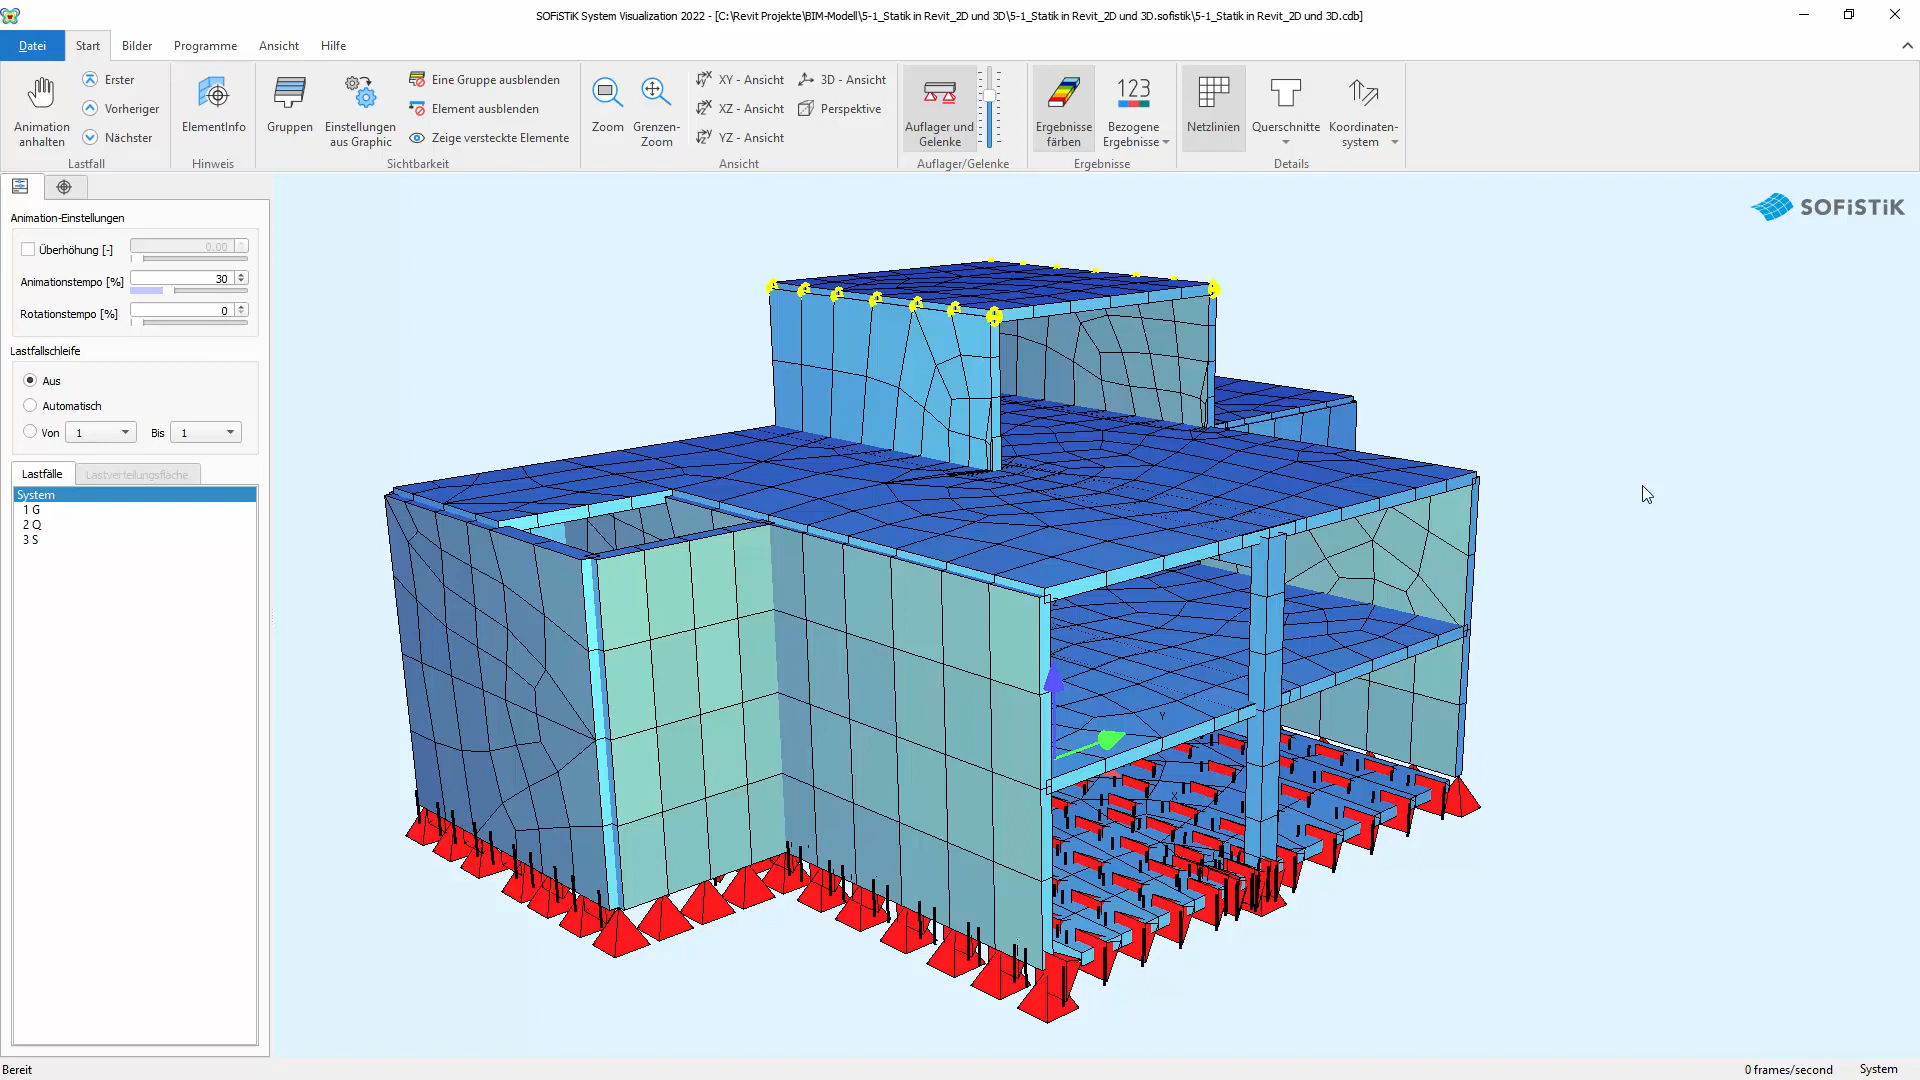 SOFiSTiK System Visualization 2022 - [C:\Revit Projekte\BIM-Modell\5-1_Statik in Revit_2D und 3D\5-1_Statik in Revit_2D und 3D.sofistik\5-1_Statik in Revit_2D und 3D.cdb]
Datei Start Bilder Programme Ansicht Hilfe
Animation anhalten
Erster
Vorheriger
Nächster
Lastfall
ElementInfo
Hinweis
Gruppen
Einstellungen aus Graphic
Eine Gruppe ausblenden
Element ausblenden
Zeige versteckte Elemente
Sichtbarkeit
Zoom
Grenzen-Zoom
XY - Ansicht
XZ - Ansicht
YZ - Ansicht
3D - Ansicht
Perspektive
Ansicht
Auflager und Gelenke
Auflager/Gelenke
Ergebnisse färben
123
Bezogene Ergebnisse
Ergebnisse
Netzlinien
Querschnitte
Koordinaten-system
Details
SOFiSTiK
Animation-Einstellungen
Überhöhung [-] 0.00
Animationstempo [%] 30
Rotationstempo [%] 0
Lastfallschleife
Aus
Automatisch
Von 1 Bis 1
Lastfälle Lastverteilungsfläche
System
1 G
2 Q
3 S
Z
Y
X
Bereit
0 frames/second System